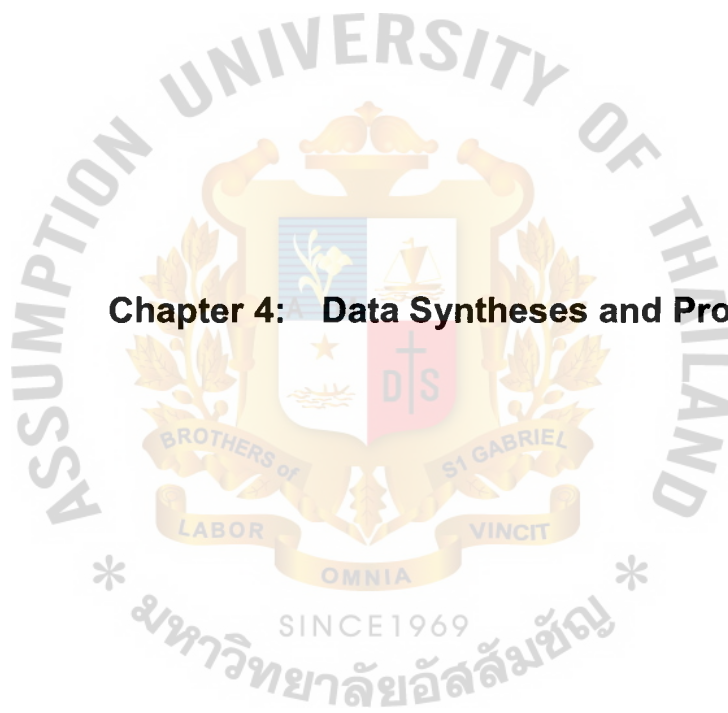 UNIVERSITY OF
ASSUMPTION
THAILAND
Chapter 4: Data Syntheses and Pro
A
D S
BROTHERS of
S1 GABRIEL
LABOR
VINCIT
OMNIA
SINCE1969
* มหาวิทยาลัยอัสสัมชัญ *